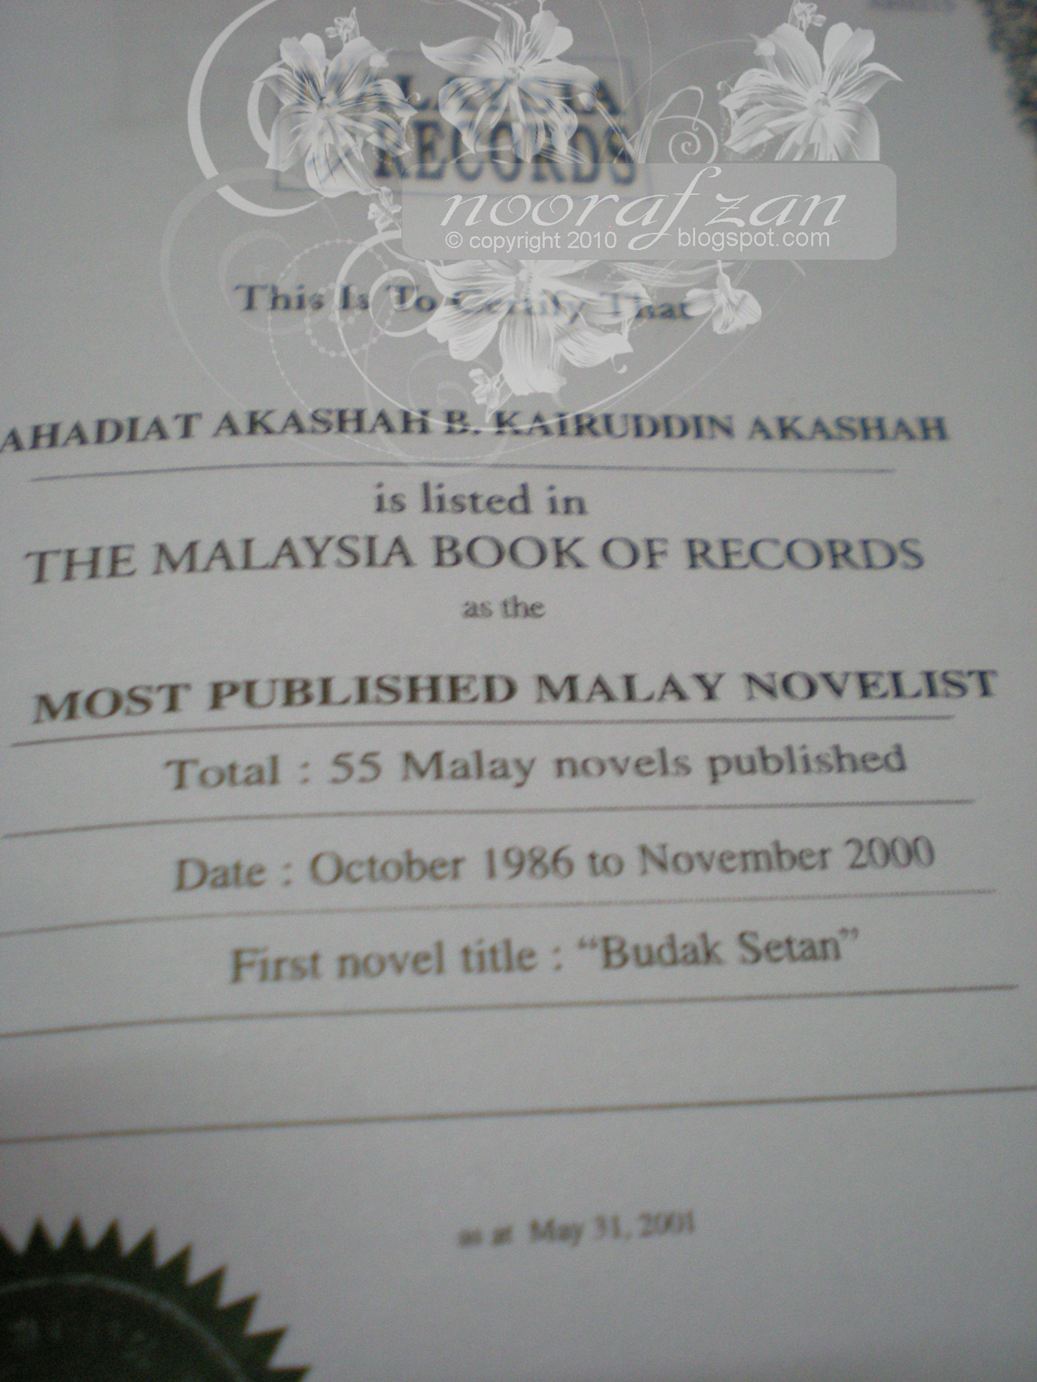 RECORDS
noorafzan
© copyright 2010 blogspot.com
This Is To Certify That
AHADIAT AKASHAH B. KAIRUDDIN AKASHAH
is listed in
THE MALAYSIA BOOK OF RECORDS
as the
MOST PUBLISHED MALAY NOVELIST
Total : 55 Malay novels published
Date : October 1986 to November 2000
First novel title : “Budak Setan”
as at May 31, 2001